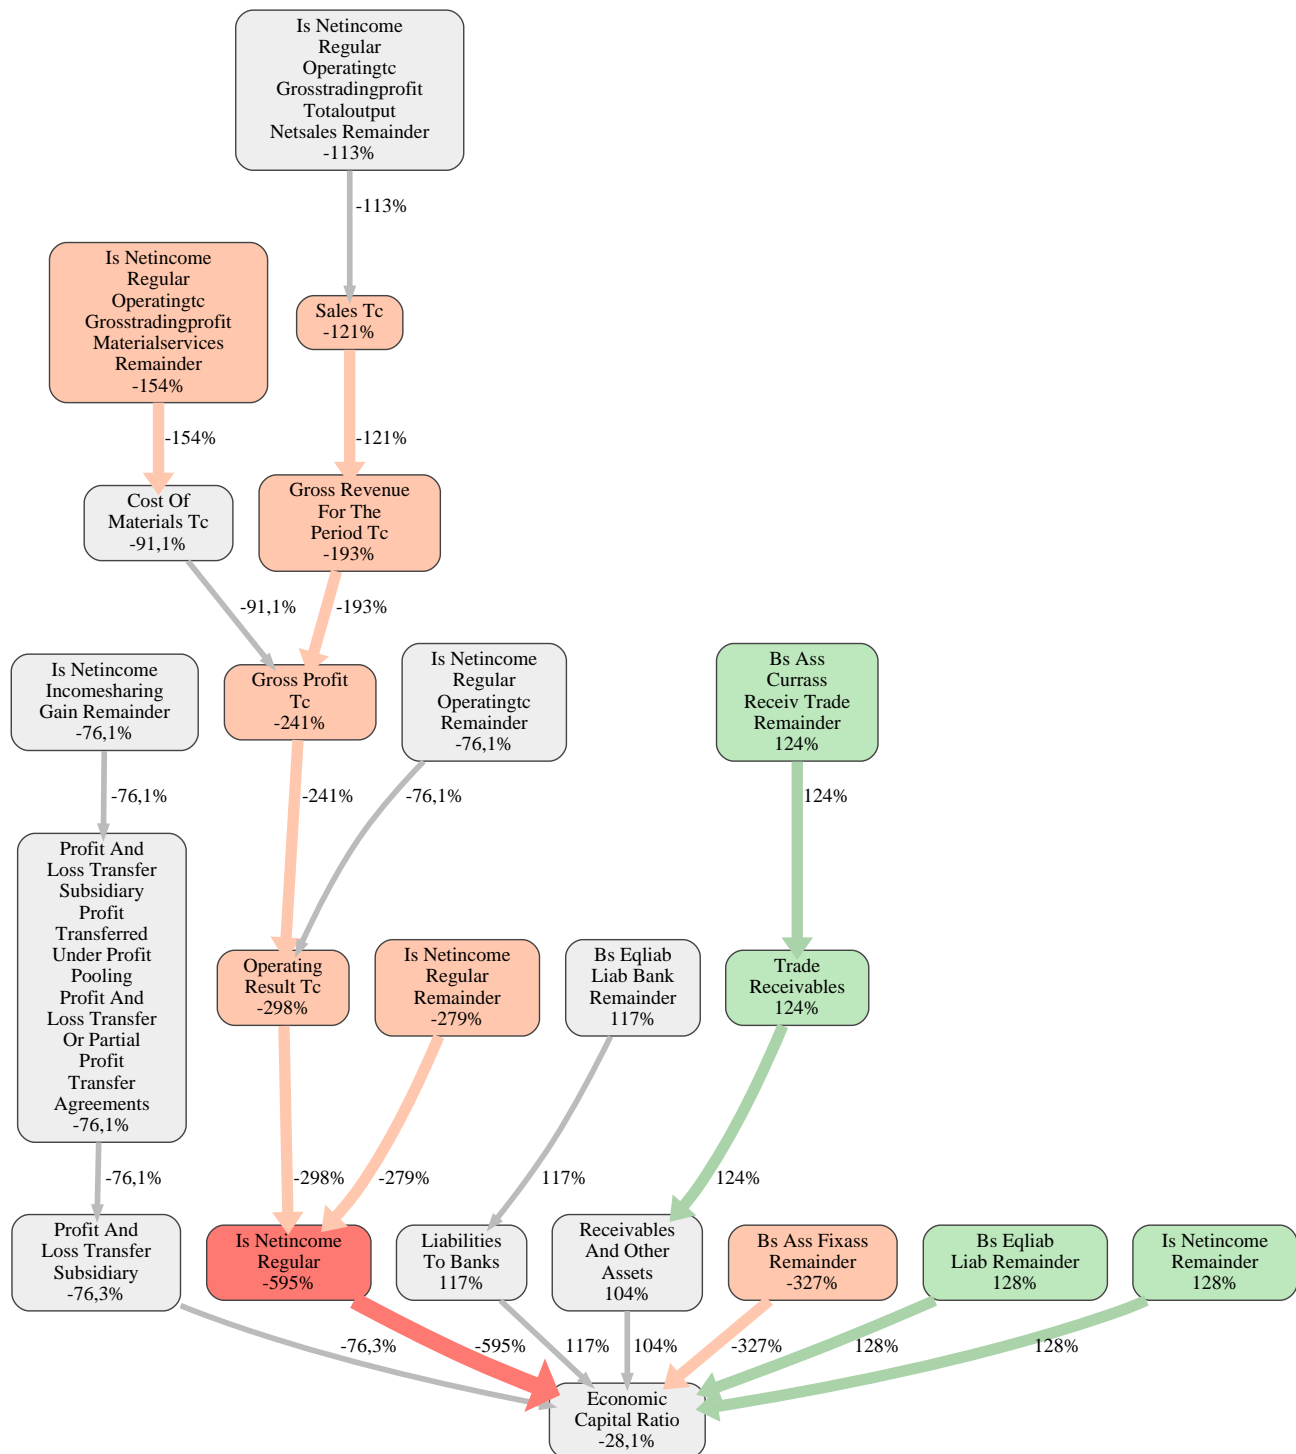 Is Netincome
Regular
Operatingtc
Grosstradingprofit
Totaloutput
Netsales Remainder
-113%
-113%
Is Netincome
Regular
Operatingtc
Grosstradingprofit
Materialservices
Remainder
-154%
Sales Tc
-121%
-154%
-121%
Cost Of
Materials Tc
-91,1%
Gross Revenue
For The
Period Tc
-193%
-91,1%
-193%
Is Netincome
Incomesharing
Gain Remainder
-76,1%
Gross Profit
Tc
-241%
Is Netincome
Regular
Operatingtc
Remainder
-76,1%
Bs Ass
Currass
Receiv Trade
Remainder
124%
-76,1%
-241%
-76,1%
124%
Profit And
Loss Transfer
Subsidiary
Profit
Transferred
Under Profit
Pooling
Profit And
Loss Transfer
Or Partial
Profit
Transfer
Agreements
-76,1%
Operating
Result Tc
-298%
Is Netincome
Regular
Remainder
-279%
Bs Eqliab
Liab Bank
Remainder
117%
Trade
Receivables
124%
-76,1%
-298%
-279%
117%
124%
Profit And
Loss Transfer
Subsidiary
-76,3%
Is Netincome
Regular
-595%
Liabilities
To Banks
117%
Receivables
And Other
Assets
104%
Bs Ass Fixass
Remainder
-327%
Bs Eqliab
Liab Remainder
128%
Is Netincome
Remainder
128%
-76,3%
-595%
117%
104%
-327%
128%
128%
Economic
Capital Ratio
-28,1%